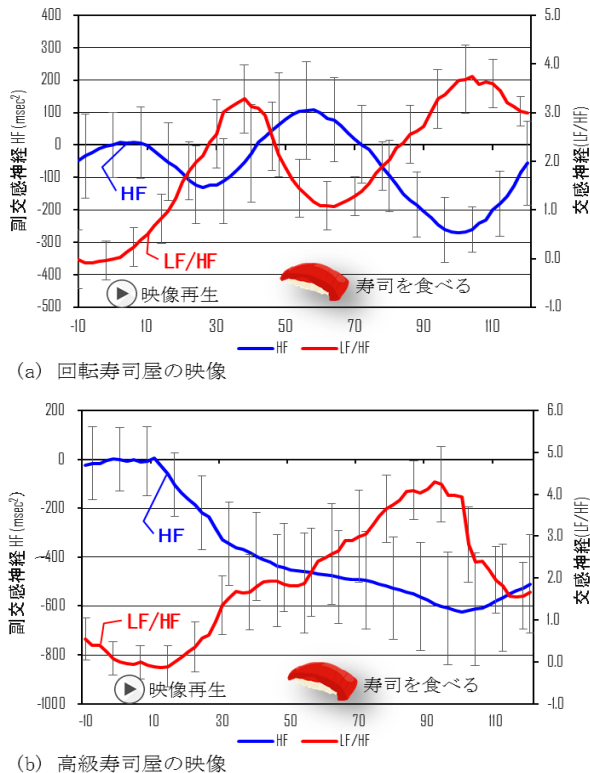 400
300
200
100
0
-100
-200
-300
-400
-500
副交感神経 HF (msec²)
5.0
4.0
3.0
2.0
1.0
0.0
-1.0
交感神経(LF/HF)
HF
LF/HF
映像再生
寿司を食べる
-10 10 30 50 70 90 110
HF LF/HF
(a) 回転寿司屋の映像
200
0
-200
-400
-600
-800
-1000
副交感神経 HF (msec²)
6.0
5.0
4.0
3.0
2.0
1.0
0.0
-1.0
交感神経(LF/HF)
HF
LF/HF
映像再生
寿司を食べる
-10 10 30 50 70 90 110
HF LF/HF
(b) 高級寿司屋の映像